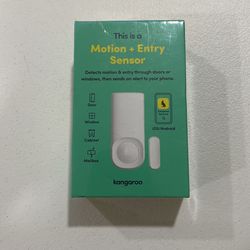 This is a
Motion + Entry
Sensor
Detects motion & entry through doors or
windows, then sends an alert to your phone
Door
Window
Cabinet
Mailbox
iOS/Android
kangaroo